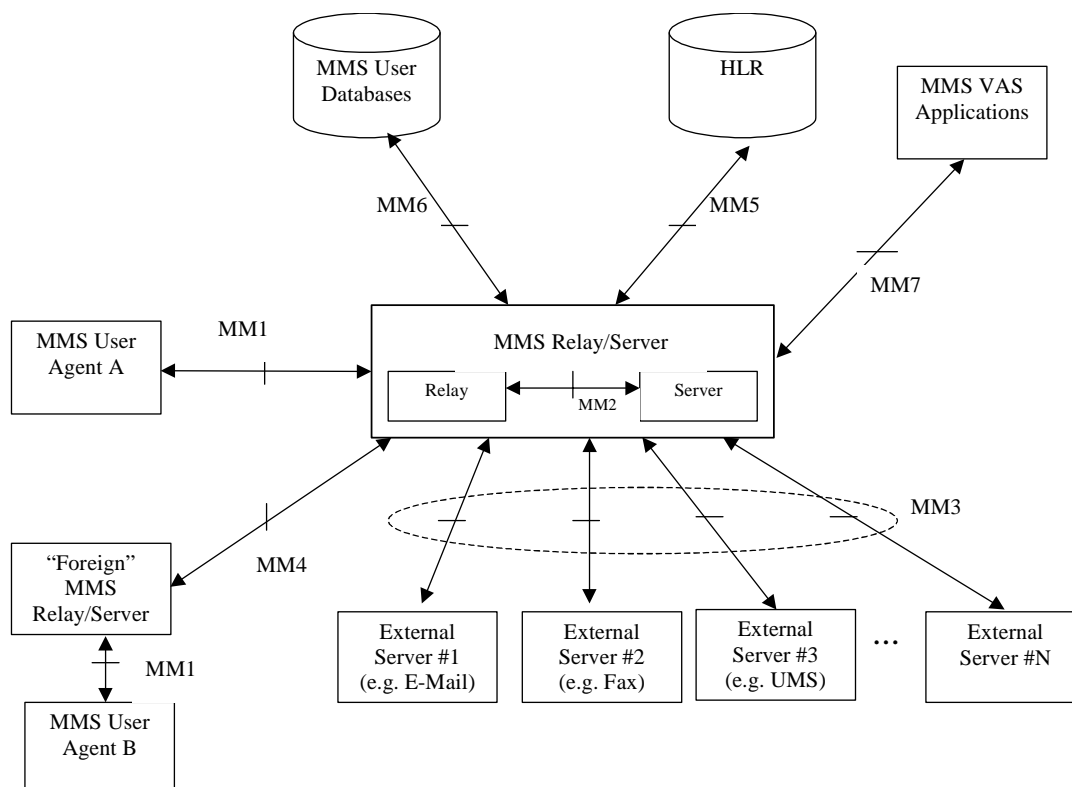 MMS User
Databases
HLR
MMS VAS
Applications
MM6
MM5
MM7
MMS User
Agent A
MM1
MMS Relay/Server
Relay
MM2
Server
MM3
“Foreign”
MMS
Relay/Server
MM4
MM1
MMS User
Agent B
External
Server #1
(e.g. E-Mail)
External
Server #2
(e.g. Fax)
External
Server #3
(e.g. UMS)
...
External
Server #N